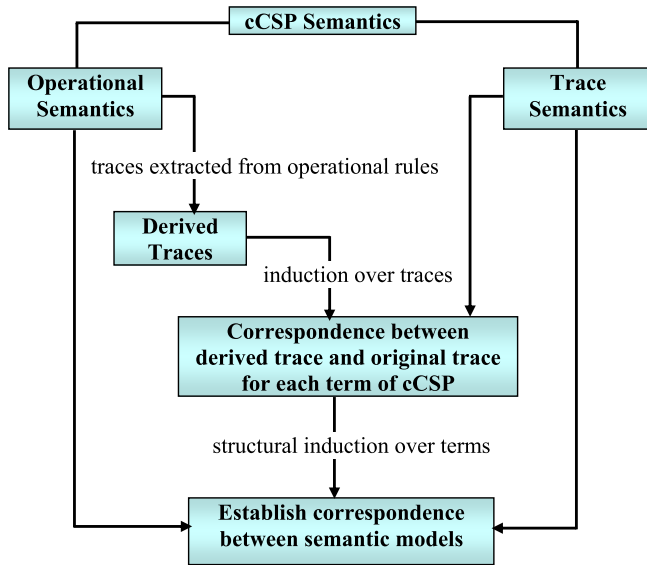 cCSP Semantics
Operational
Semantics
Trace
Semantics
traces extracted from operational rules
Derived
Traces
induction over traces
Correspondence between
derived trace and original trace
for each term of cCSP
structural induction over terms
Establish correspondence
between semantic models